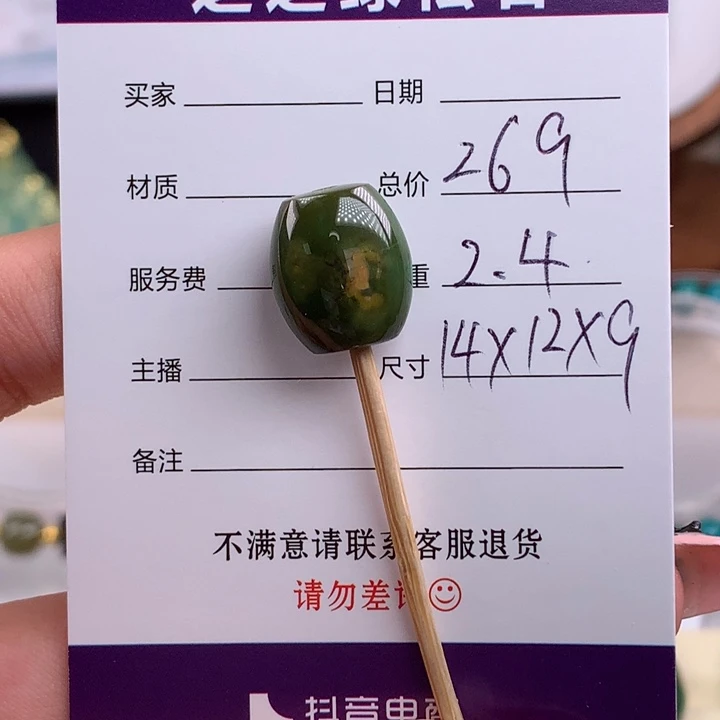 买家 日期
材质 总价 269
服务费 重 2.4
主播 尺寸 14X12X9
备注
不满意请联系客服退货
请勿差
抖音电商